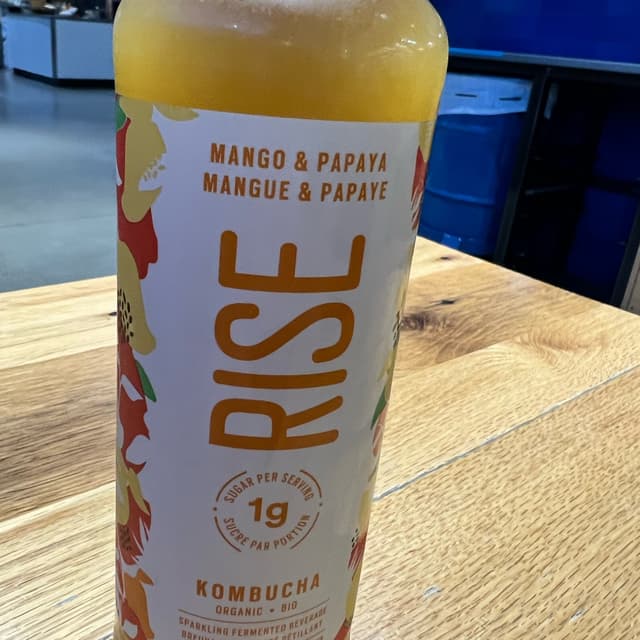 MANGO & PAPAYA
MANGUE & PAPAYE
RISE
SUGAR PER SERVING
1g
SUCRE PAR PORTION
KOMBUCHA
ORGANIC • BIO
SPARKLING FERMENTED BEVERAGE